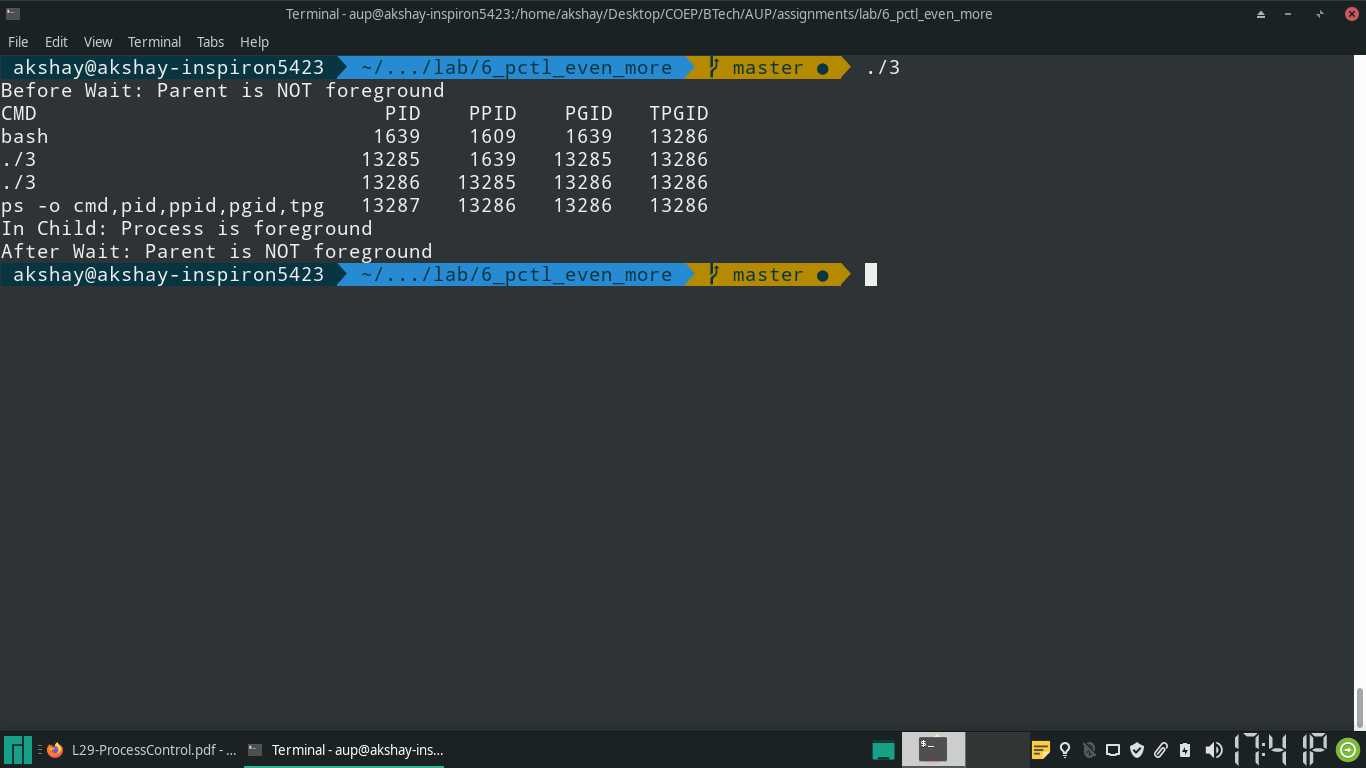 Terminal - aup@akshay-inspiron5423:/home/akshay/Desktop/COEP/BTech/AUP/assignments/lab/6_pctl_even_more
File Edit View Terminal Tabs Help
akshay@akshay-inspiron5423 ~/.../lab/6_pctl_even_more master ● ./3
Before Wait: Parent is NOT foreground
CMD PID PPID PGID TPGID
bash 1639 1609 1639 13286
./3 13285 1639 13285 13286
./3 13286 13285 13286 13286
ps -o cmd,pid,ppid,pgid,tpg 13287 13286 13286 13286
In Child: Process is foreground
After Wait: Parent is NOT foreground
akshay@akshay-inspiron5423 ~/.../lab/6_pctl_even_more master ●
L29-ProcessControl.pdf - ... Terminal - aup@akshay-ins...